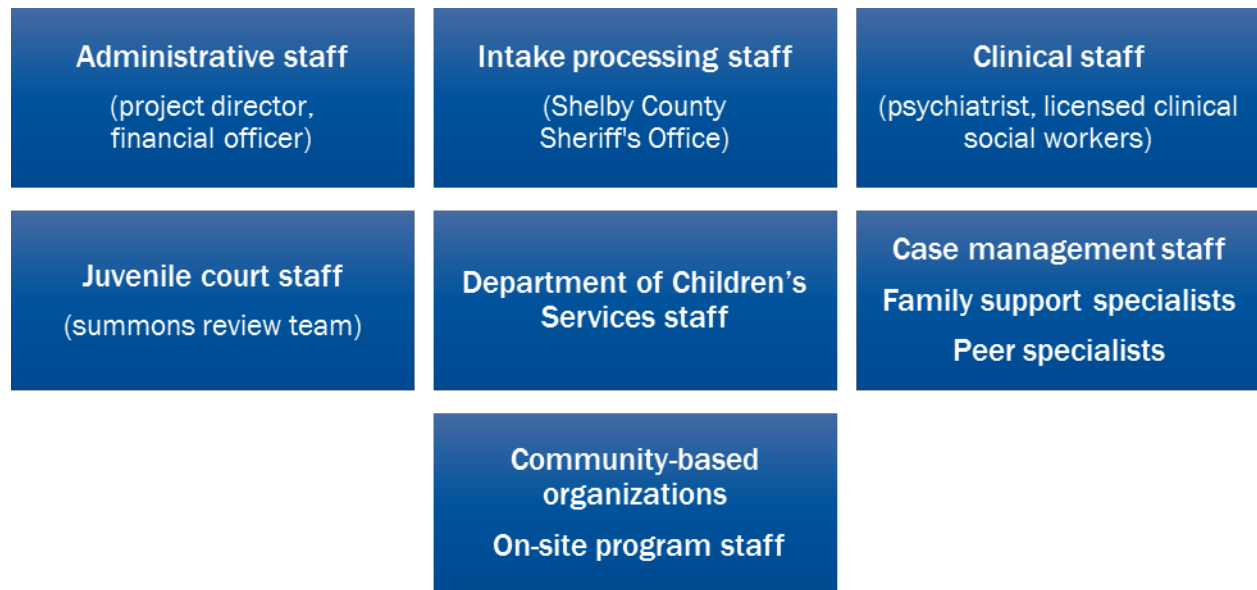 Administrative staff
(project director,
financial officer)
Intake processing staff
(Shelby County
Sheriff's Office)
Clinical staff
(psychiatrist, licensed clinical
social workers)
Juvenile court staff
(summons review team)
Department of Children’s
Services staff
Case management staff
Family support specialists
Peer specialists
Community-based
organizations
On-site program staff